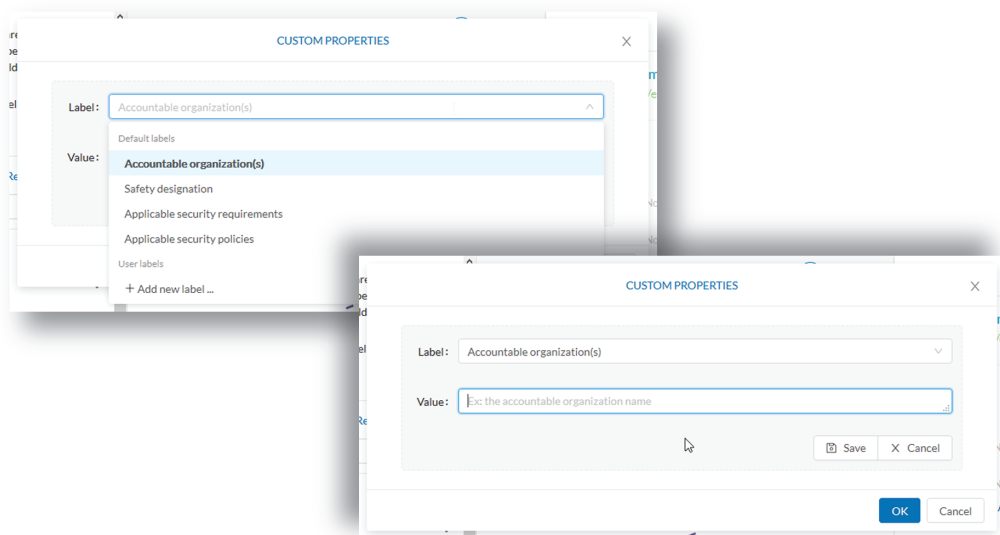 CUSTOM PROPERTIES
Label:
Accountable organization(s)
Default labels
Value:
Accountable organization(s)
Safety designation
Applicable security requirements
Applicable security policies
User labels
+ Add new label ...
CUSTOM PROPERTIES
Label:
Accountable organization(s)
Value:
Ex: the accountable organization name
Save
Cancel
OK
Cancel